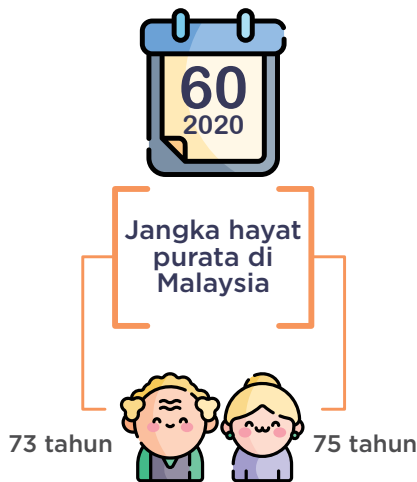 60
2020
Jangka hayat
purata di
Malaysia
73 tahun
75 tahun